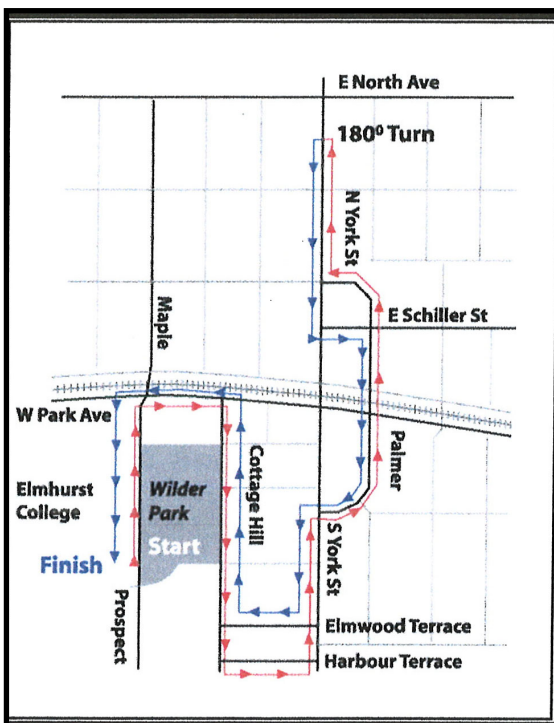 E North Ave
180⁰ Turn
N York St
Maple
E Schiller St
W Park Ave
Palmer
Cottage Hill
Elmhurst
College
Wilder
Park
Start
S York St
Finish
Prospect
Elmwood Terrace
Harbour Terrace